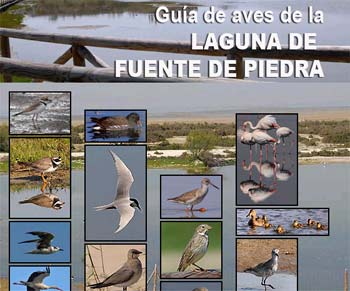 Guía de aves de la
LAGUNA DE
FUENTE DE PIEDRA